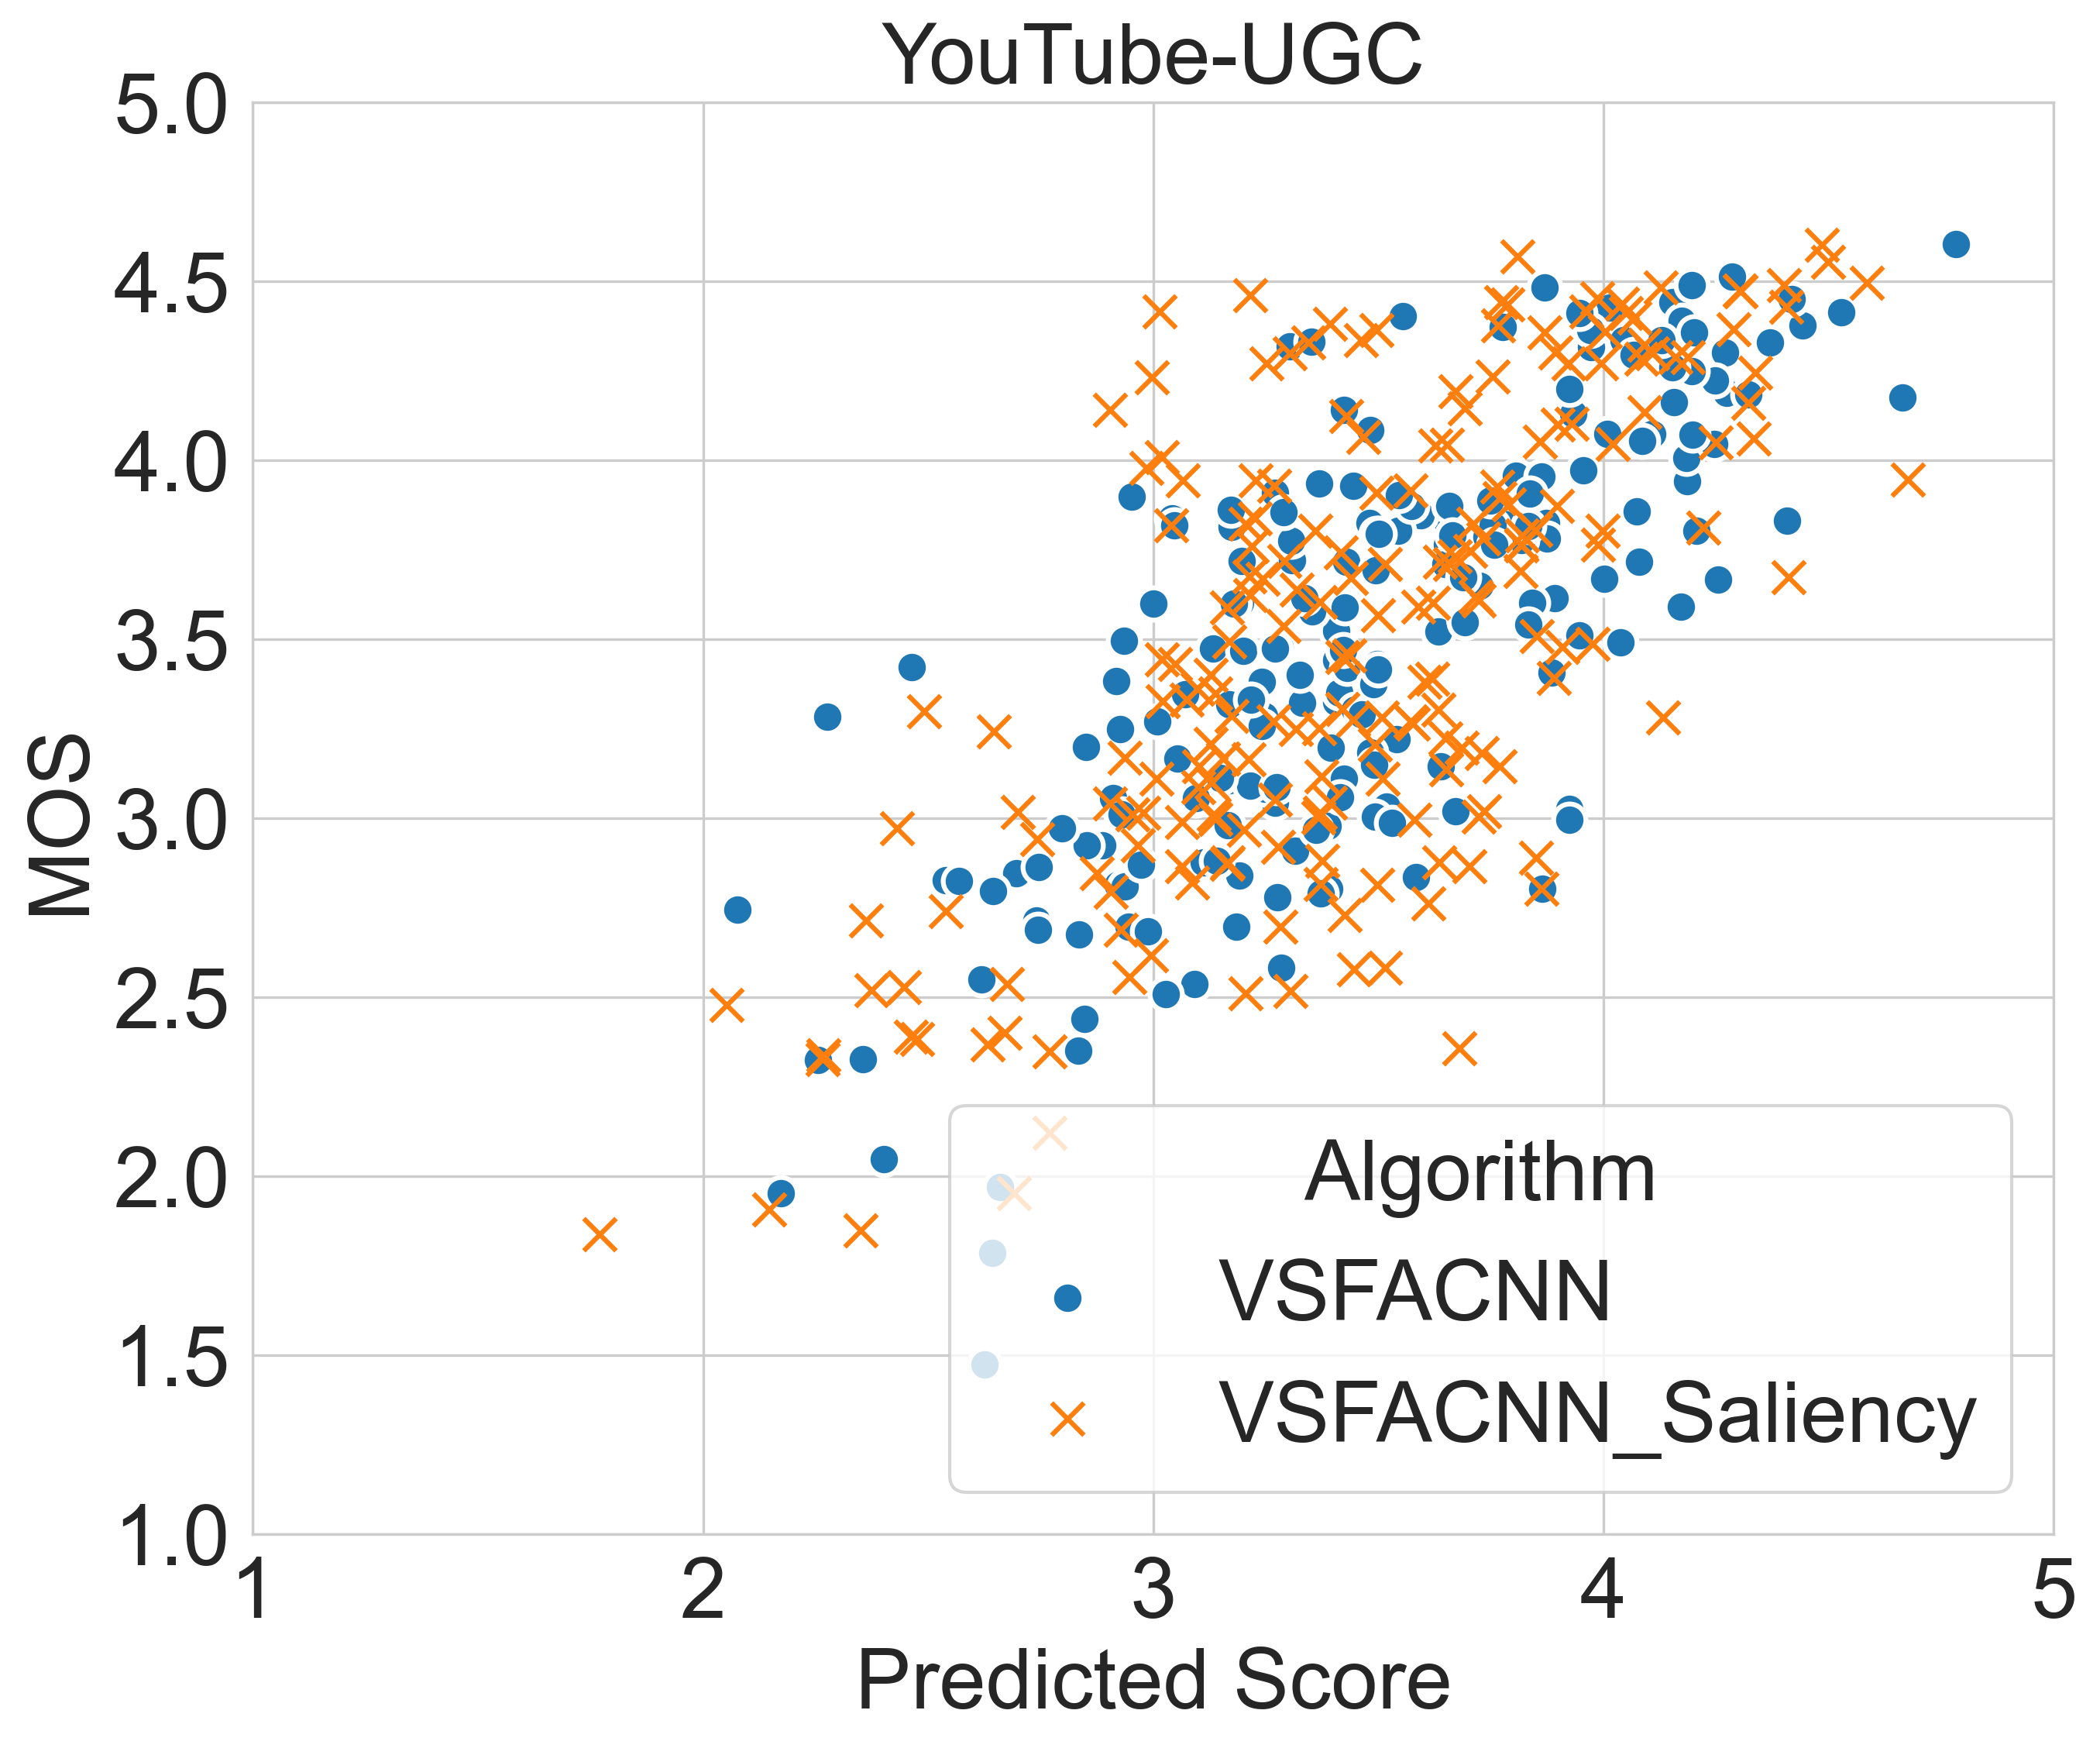 YouTube-UGC
5.0
4.5
4.0
3.5
3.0
2.5
2.0
1.5
1.0
MOS
1 2 3 4 5
Predicted Score
Algorithm
VSFACNN
VSFACNN_Saliency